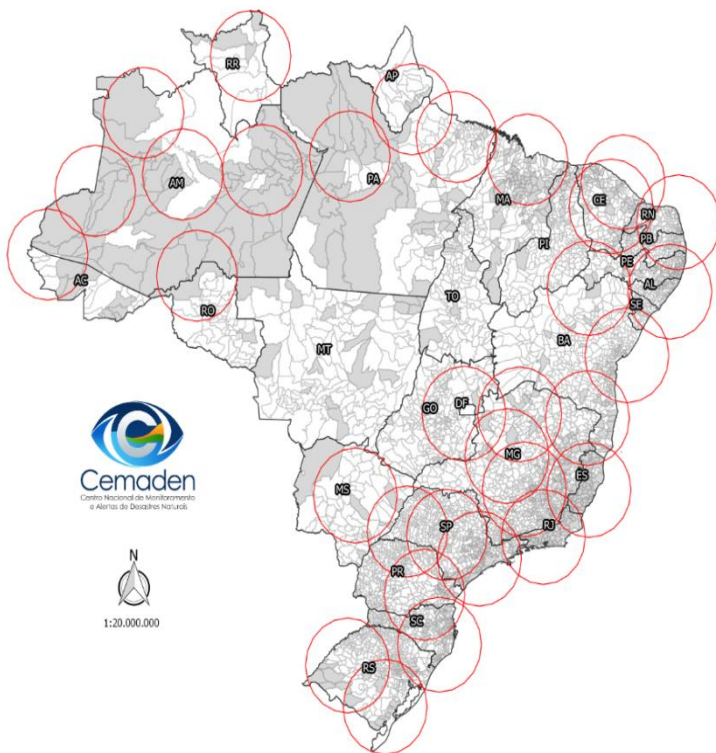 RR
AP
AM
PA
MA
CE
RN
PB
PE
AL
SE
PI
AC
RO
TO
BA
MT
GO
DF
MG
ES
MS
SP
RJ
PR
SC
RS
Cemaden
Centro Nacional de Monitoramento
e Alertas de Desastres Naturais
N
1:20.000.000